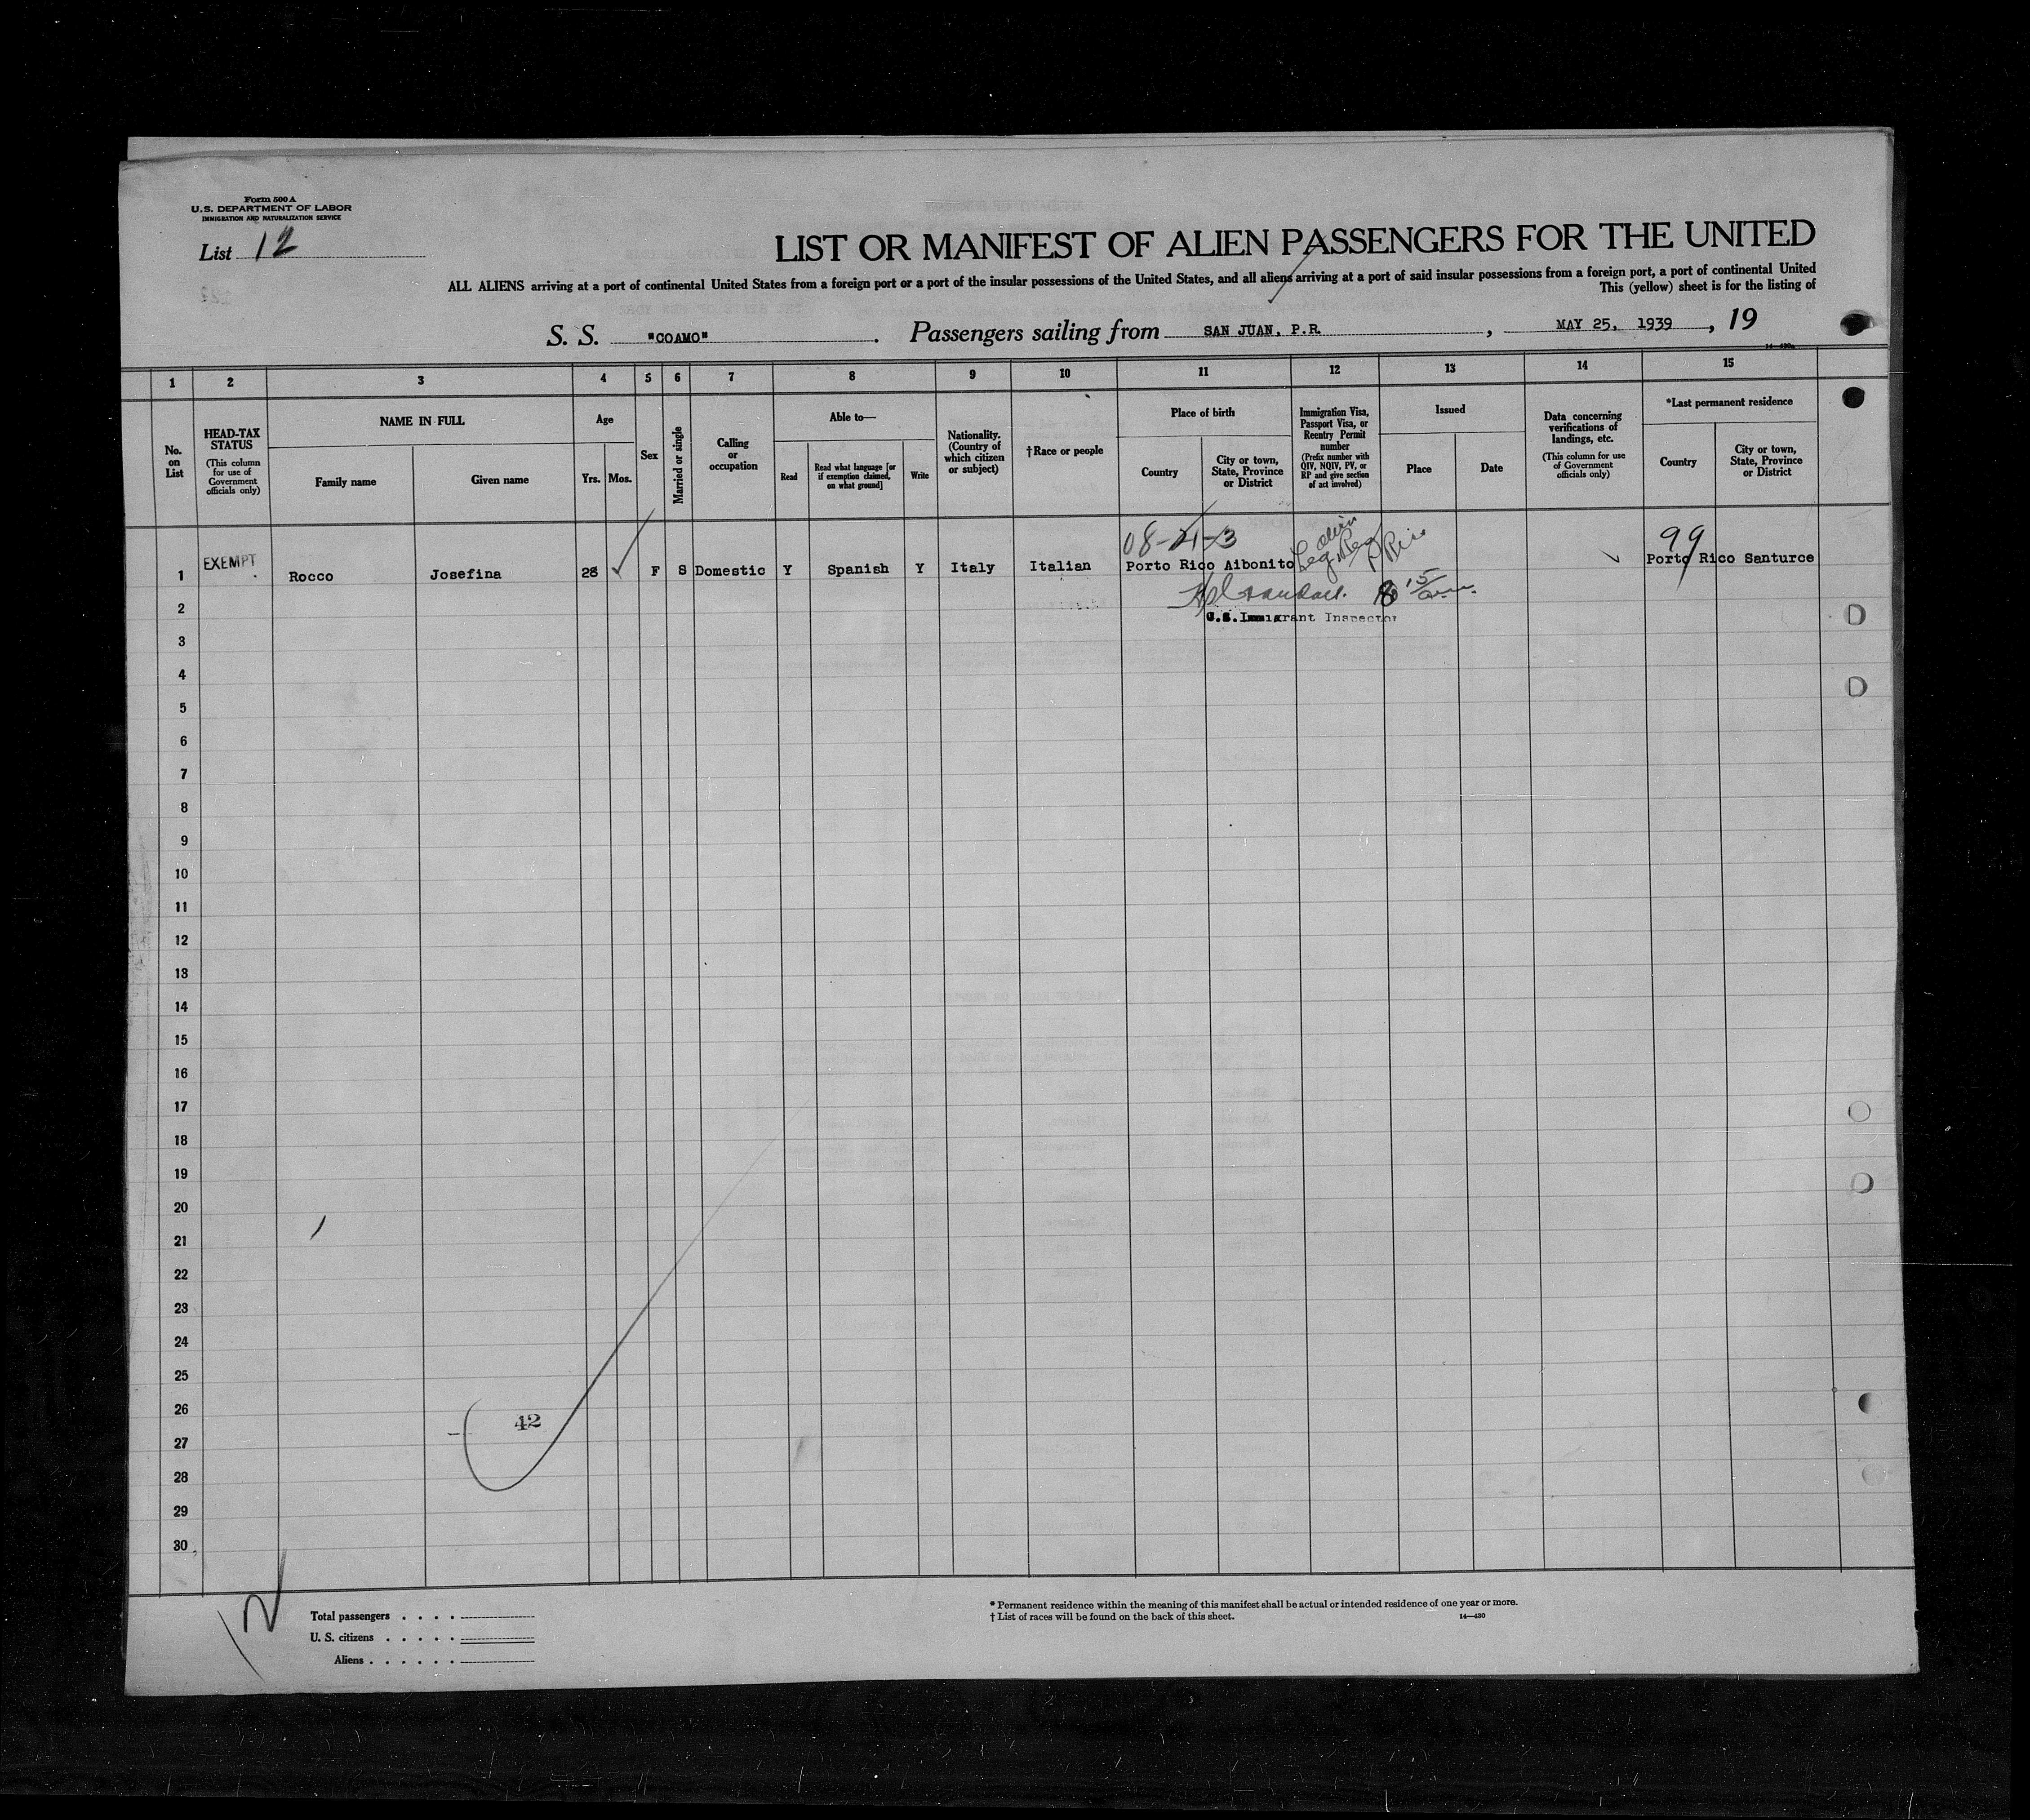 Form 500 A
U.S. DEPARTMENT OF LABOR
IMMIGRATION AND NATURALIZATION SERVICE
List 12
LIST OR MANIFEST OF ALIEN PASSENGERS FOR THE UNITED
ALL ALIENS arriving at a port of continental United States from a foreign port or a port of the insular possessions of the United States, and all aliens arriving at a port of said insular possessions from a foreign port, a port of continental United
This (yellow) sheet is for the listing of
S. S. "COAMO". Passengers sailing from SAN JUAN, P.R. , MAY 25, 1939 , 19
1 2 3 4 5 6 7 8 9 10 11 12 13 14 15
No. on List
HEAD-TAX STATUS
(This column for use of Government officials only)
NAME IN FULL
Family name
Given name
Age
Yrs. Mos.
Sex
Married or single
Calling or occupation
Able to—
Read
Read what language [or if exemption claimed, on what ground]
Write
Nationality. (Country of which citizen or subject)
†Race or people
Place of birth
Country
City or town, State, Province or District
Immigration Visa, Passport Visa, or Reentry Permit number
(Prefix number with QIV, NQIV, PV, or RP and give section of act involved)
Issued
Place
Date
Data concerning verifications of landings, etc.
(This column for use of Government officials only)
*Last permanent residence
Country
City or town, State, Province or District
08-21-3
99
1 EXEMPT Rocco Josefina 28 F S Domestic Y Spanish Y Italy Italian Porto Rico Aibonito Porto Rico Santurce
2
U.S. Immigrant Inspector
3
4
5
6
7
8
9
10
11
12
13
14
15
16
17
18
19
20
21
22
23
24
25
26
42
27
28
29
30
12
Total passengers
U. S. citizens
Aliens
* Permanent residence within the meaning of this manifest shall be actual or intended residence of one year or more.
† List of races will be found on the back of this sheet. 14—430